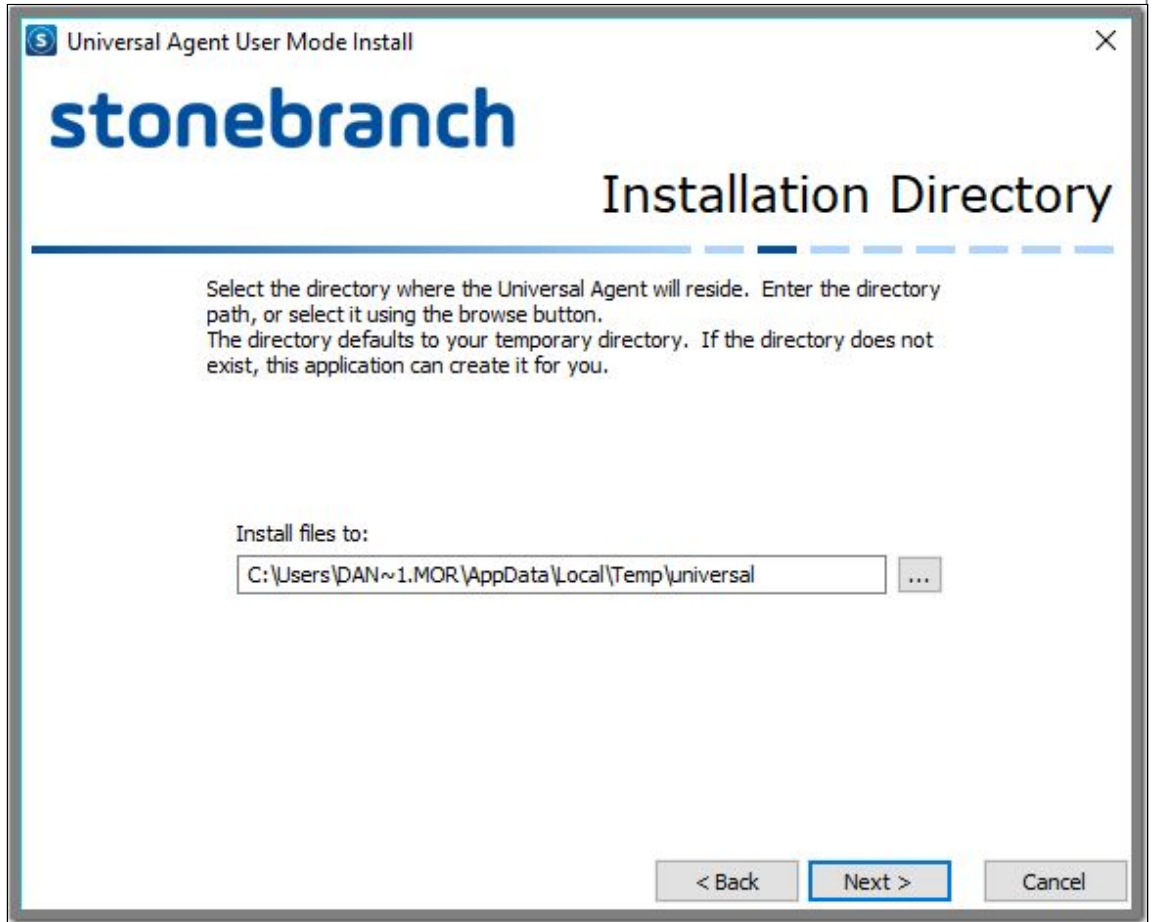 Universal Agent User Mode Install
stonebranch
Installation Directory
Select the directory where the Universal Agent will reside.  Enter the directory
path, or select it using the browse button.
The directory defaults to your temporary directory.  If the directory does not
exist, this application can create it for you.
Install files to:
C:\Users\DAN~1.MOR\AppData\Local\Temp\universal
...
< Back
Next >
Cancel